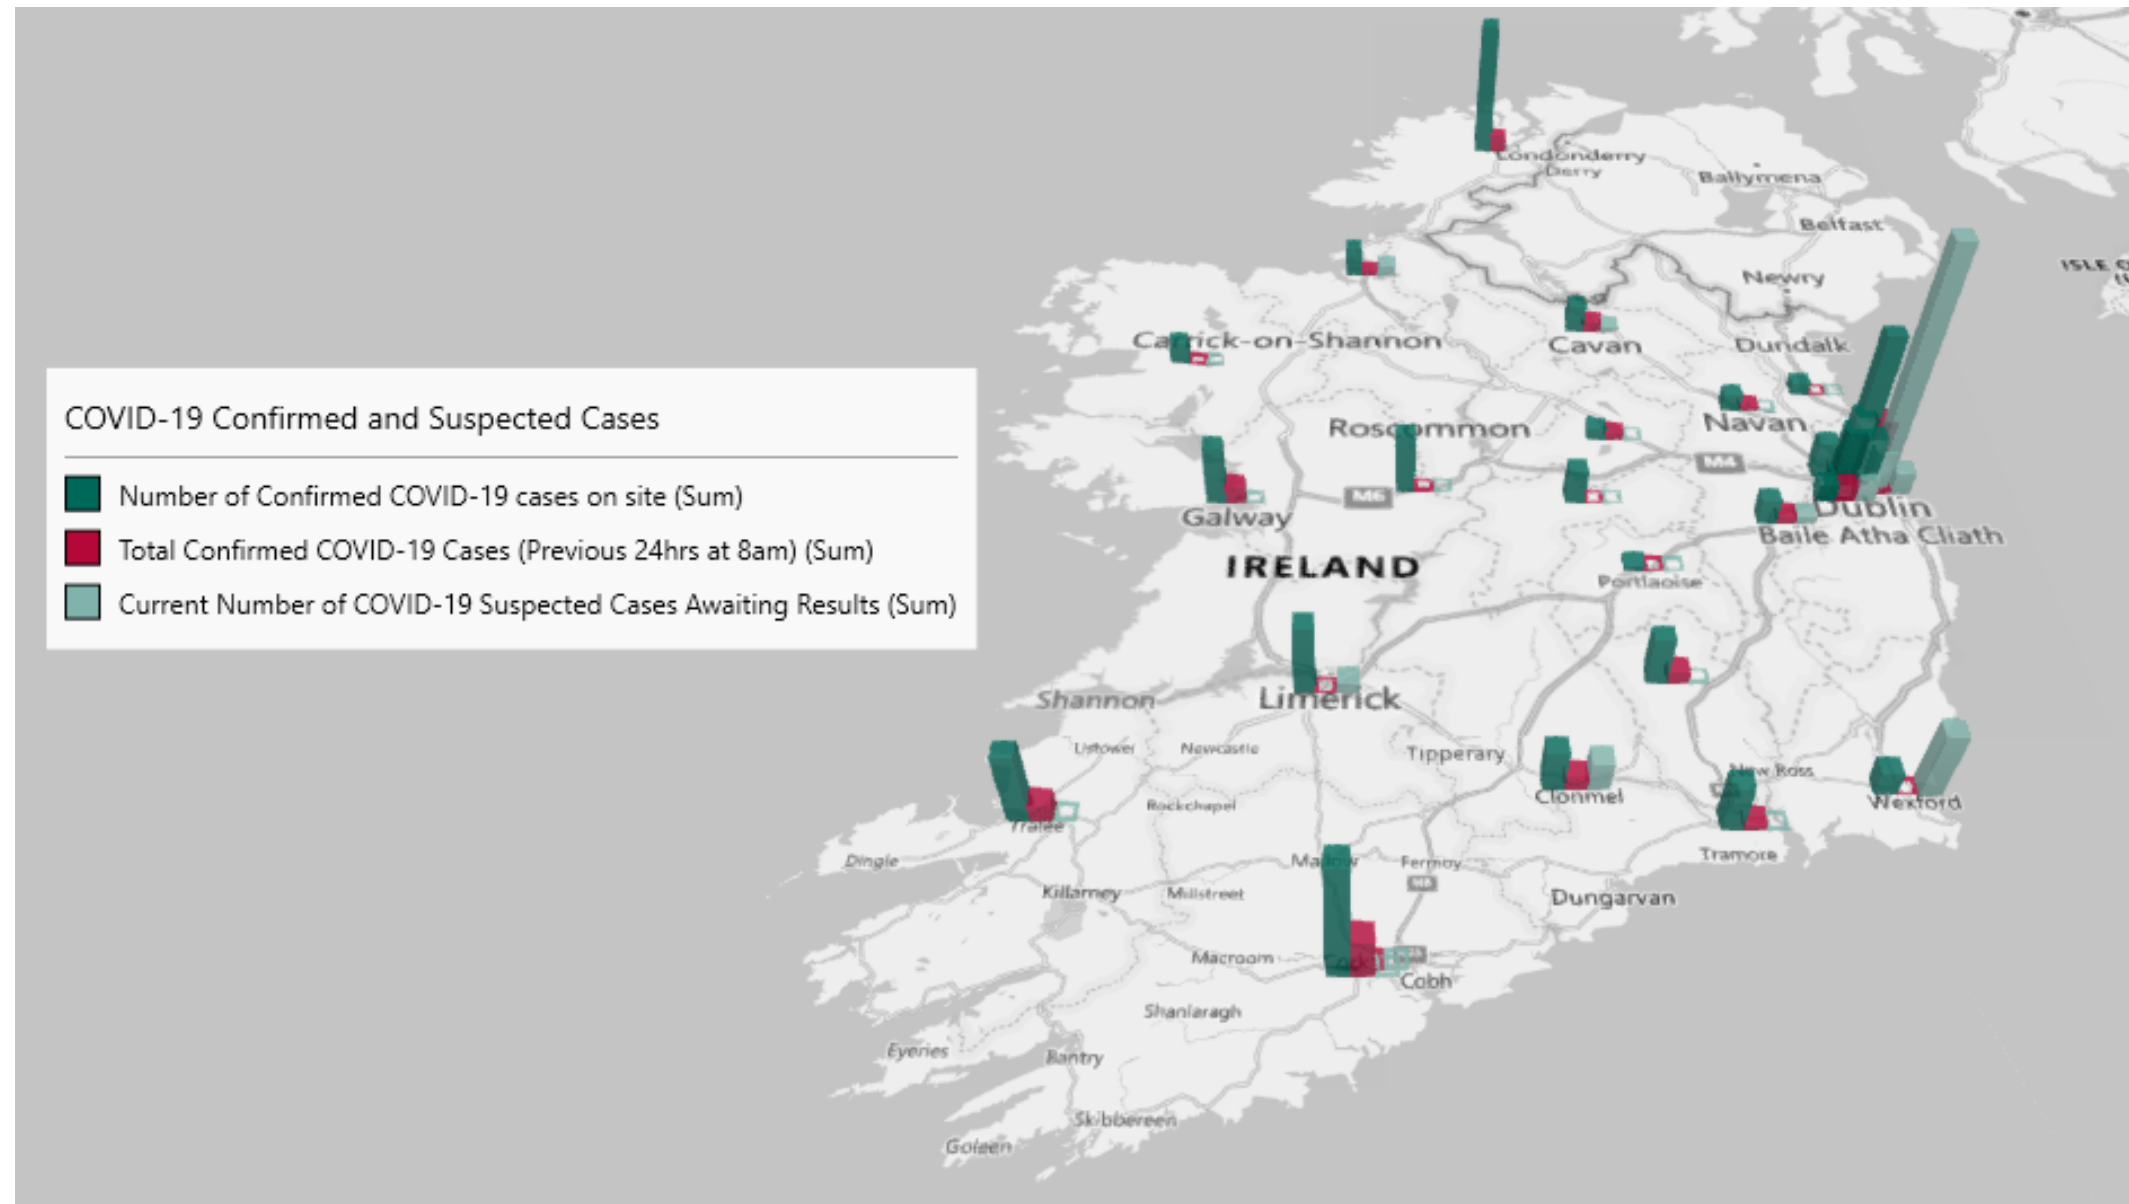 COVID-19 Confirmed and Suspected Cases
Number of Confirmed COVID-19 cases on site (Sum)
Total Confirmed COVID-19 Cases (Previous 24hrs at 8am) (Sum)
Current Number of COVID-19 Suspected Cases Awaiting Results (Sum)
Londonderry
Derry
Ballymena
Belfast
ISLE
Newry
Carrick-on-Shannon
Cavan
Dundalk
Roscommon
Navan
M4
M6
Galway
Dublin
Baile Atha Cliath
IRELAND
Portlaoise
Shannon
Limerick
Listowel
Newcastle
Tipperary
New Ross
Clonmel
Wexford
Rockchapel
Tralee
Tramore
Dingle
Mallow
Fermoy
M8
Killarney
Millstreet
Dungarvan
Macroom
Cork
Cobh
Shanlaragh
Eyeries
Bantry
Skibbereen
Goleen